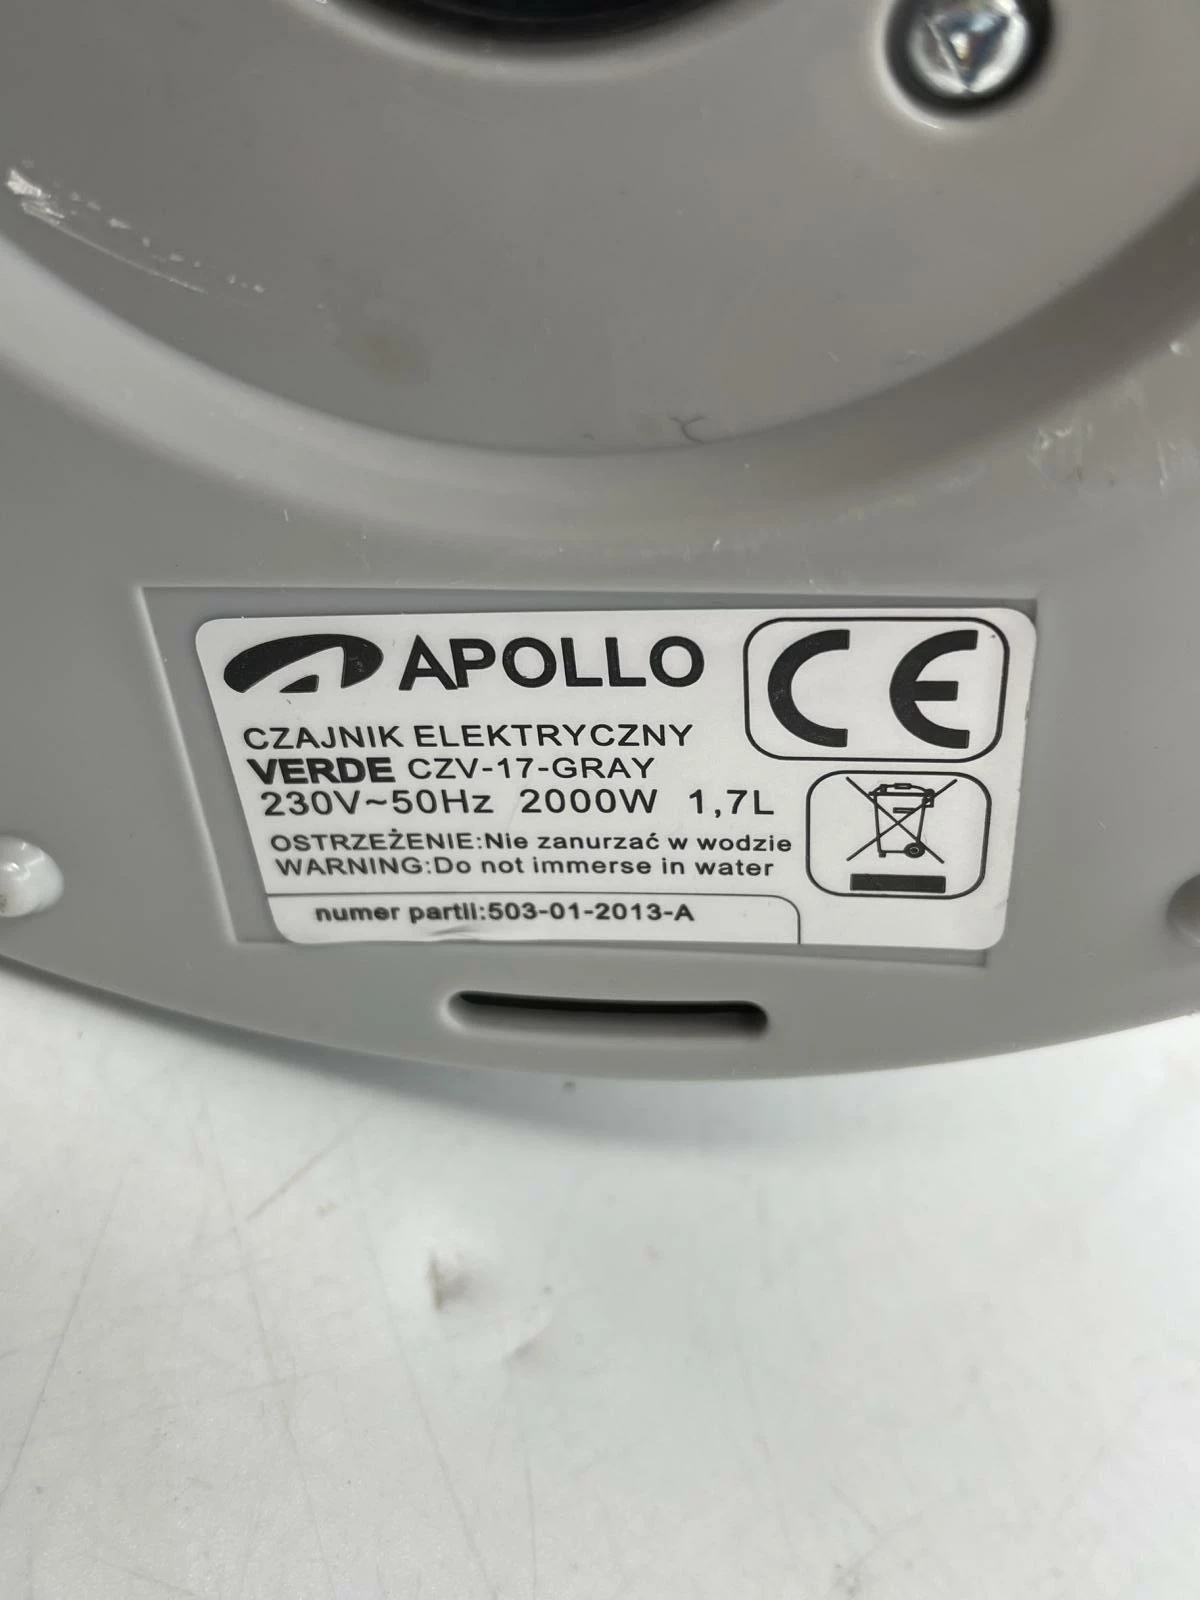 APOLLO
CE
CZAJNIK ELEKTRYCZNY
VERDE CZV-17-GRAY
230V~50Hz 2000W 1,7L
OSTRZEŻENIE:Nie zanurzać w wodzie
WARNING:Do not immerse in water
numer partii:503-01-2013-A